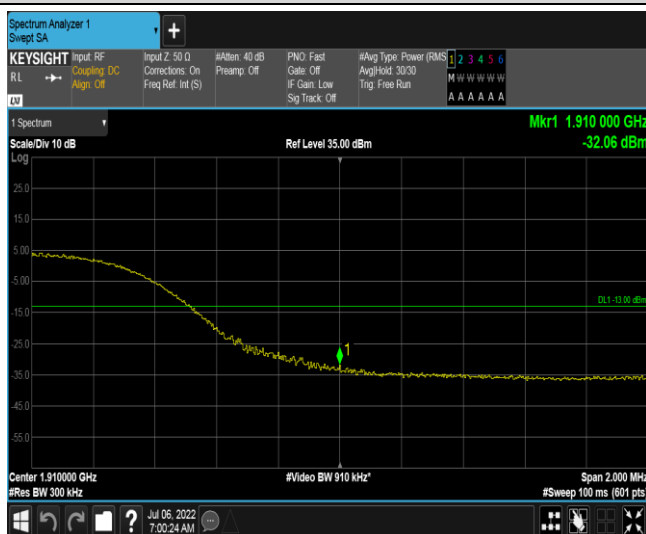 Spectrum Analyzer 1
Swept SA
+
KEYSIGHT
RL
LXI
Input: RF
Coupling: DC
Align: Off
Input Z: 50 Ω
Corrections: On
Freq Ref: Int (S)
#Atten: 40 dB
Preamp: Off
PNO: Fast
Gate: Off
IF Gain: Low
Sig Track: Off
#Avg Type: Power (RMS
Avg|Hold: 30/30
Trig: Free Run
1 2 3 4 5 6
M W W W W W
A A A A A A
1 Spectrum
Scale/Div 10 dB
Log
Ref Level 35.00 dBm
Mkr1 1.910 000 GHz
-32.06 dBm
25.0
15.0
5.00
-5.00
DL1 -13.00 dBm
-15.0
-25.0
1
-35.0
-45.0
-55.0
Center 1.910000 GHz
#Res BW 300 kHz
#Video BW 910 kHz*
Span 2.000 MHz
#Sweep 100 ms (601 pts)
?
Jul 06, 2022
7:00:24 AM